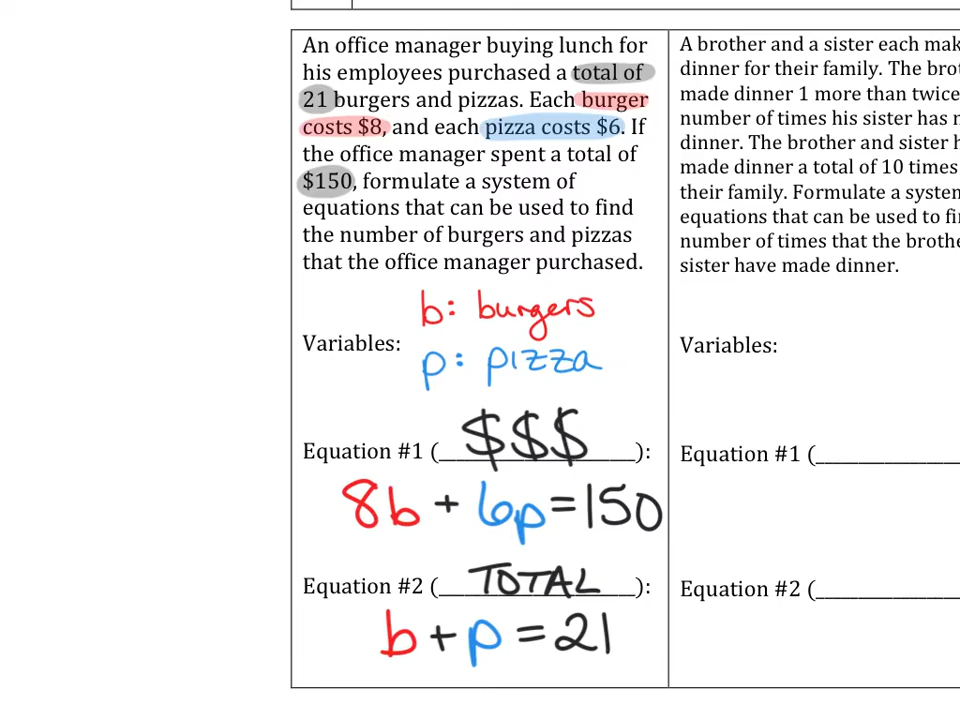 An office manager buying lunch for
his employees purchased a total of
21 burgers and pizzas. Each burger
costs $8, and each pizza costs $6. If
the office manager spent a total of
$150, formulate a system of
equations that can be used to find
the number of burgers and pizzas
that the office manager purchased.
b: burgers
Variables:
p: pizza
Equation #1 (___$$$___):
8b + 6p = 150
Equation #2 (___TOTAL___):
b + p = 21
A brother and a sister each
dinner for their family. The
made dinner 1 more than twice
number of times his sister has
dinner. The brother and sister
made dinner a total of 10 times
their family. Formulate a
equations that can be used to
number of times that the
sister have made dinner.
Variables:
Equation #1 (___
Equation #2 (___